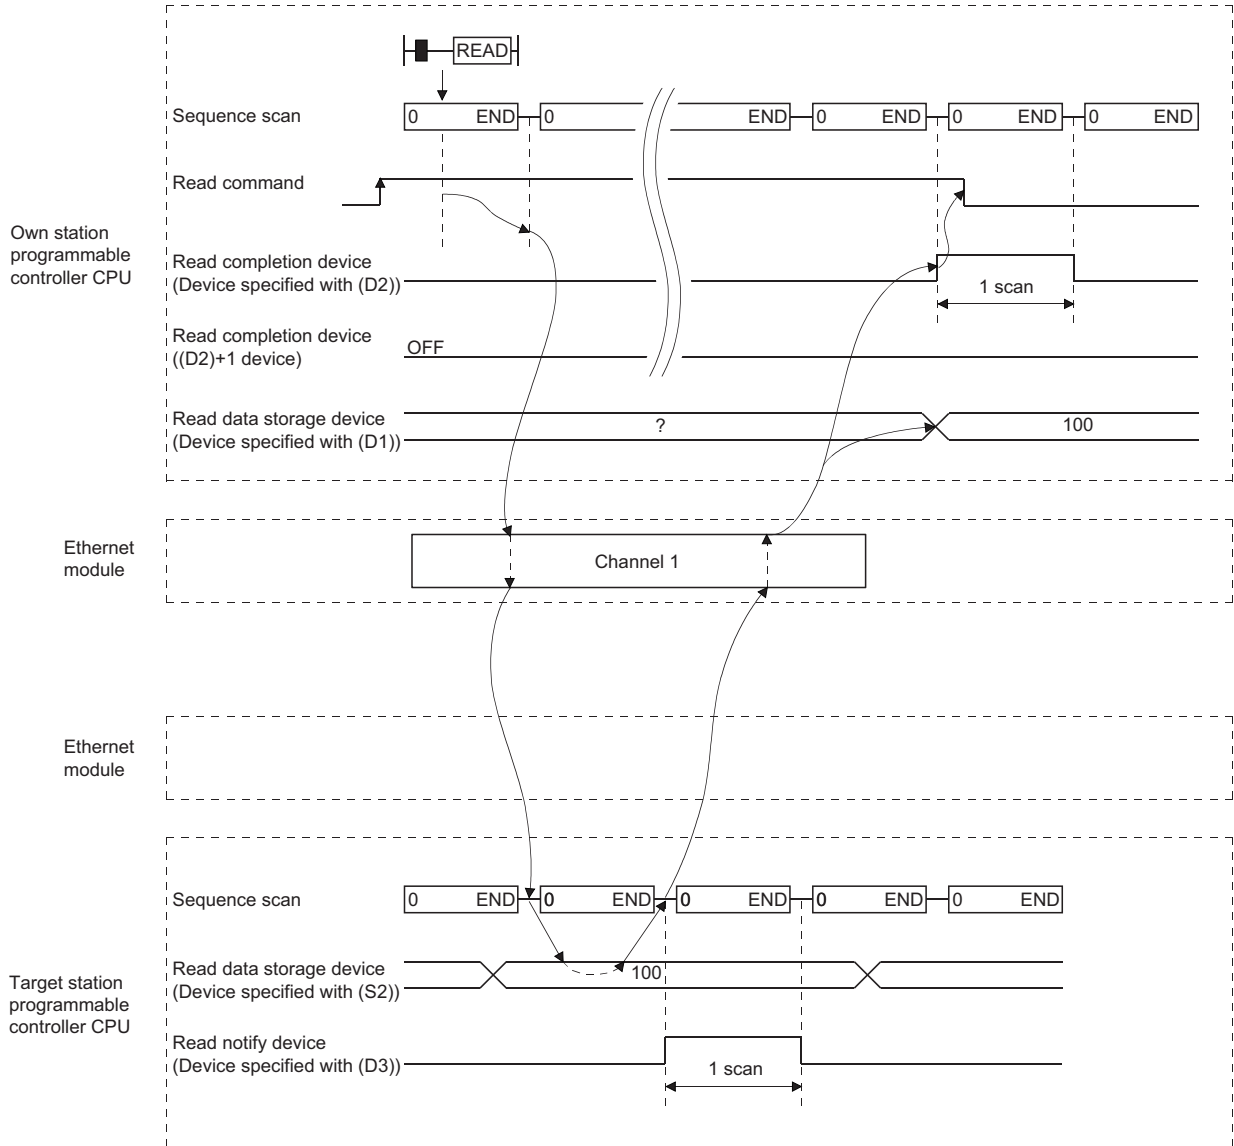 READ
Sequence scan
0 END 0 END 0 END 0 END 0 END
Read command
Own station
programmable
controller CPU
Read completion device
(Device specified with (D2))
1 scan
Read completion device
((D2)+1 device)
OFF
Read data storage device
(Device specified with (D1))
?
100
Ethernet
module
Channel 1
Ethernet
module
Sequence scan
0 END 0 END 0 END 0 END 0 END
Target station
programmable
controller CPU
Read data storage device
(Device specified with (S2))
100
Read notify device
(Device specified with (D3))
1 scan